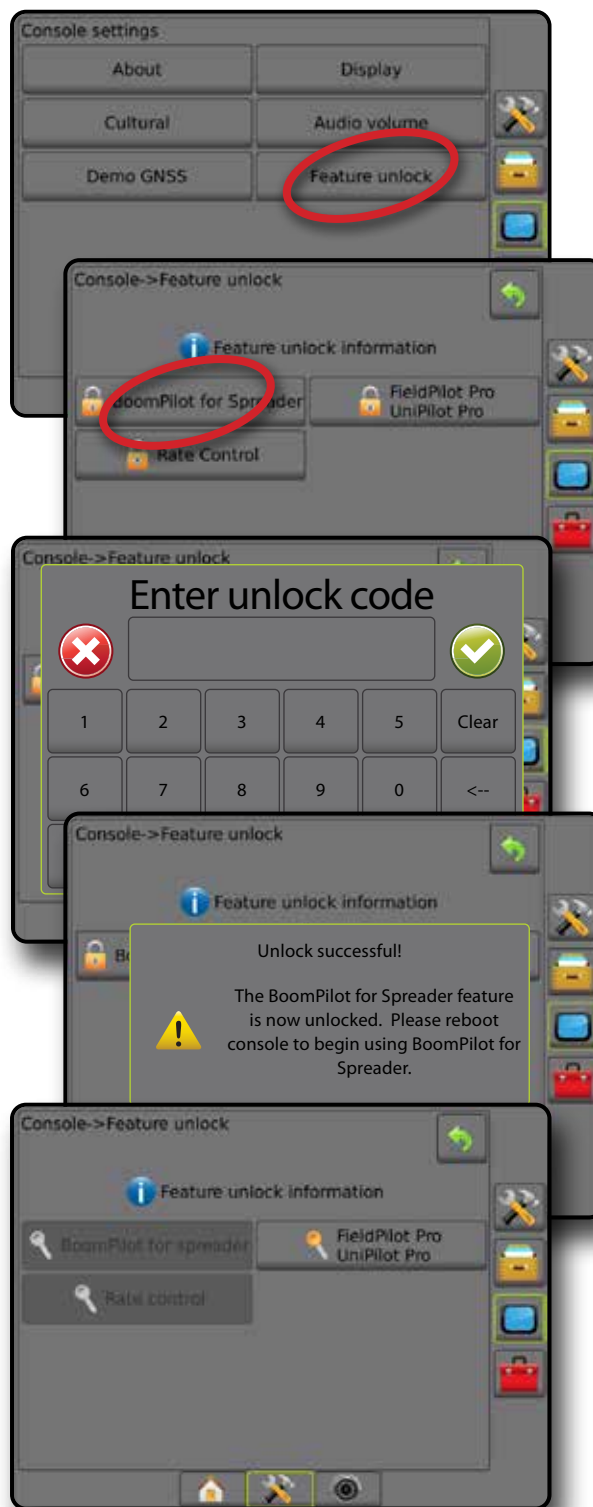 Console settings
About
Display
Cultural
Audio volume
Demo GNSS
Feature unlock
Console->Feature unlock
Feature unlock information
BoomPilot for Spreader
FieldPilot Pro
UniPilot Pro
Rate Control
Console->Feature unlock
Enter unlock code
1
2
3
4
5
Clear
6
7
8
9
0
<--
Console->Feature unlock
Feature unlock information
Unlock successful!
The BoomPilot for Spreader feature
is now unlocked.  Please reboot
console to begin using BoomPilot for
Spreader.
Console->Feature unlock
Feature unlock information
BoomPilot for spreader
FieldPilot Pro
UniPilot Pro
Rate control